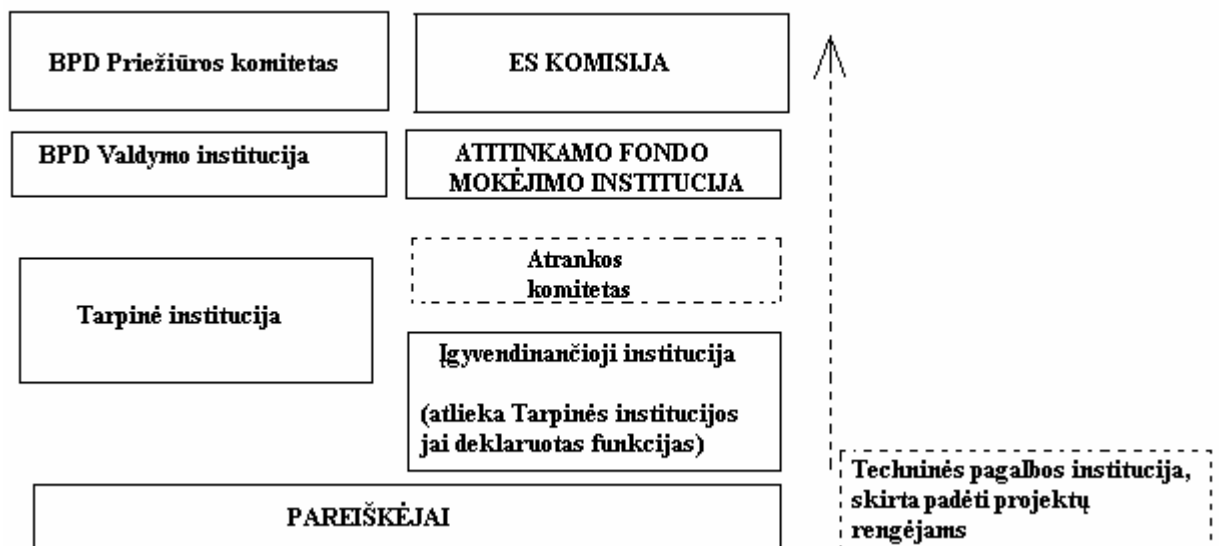 BPD Priežiūros komitetas
ES KOMISIJA
BPD Valdymo institucija
ATITINKAMO FONDO
MOKĖJIMO INSTITUCIJA
Atrankos
komitetas
Tarpinė institucija
Įgyvendinančioji institucija
(atlieka Tarpinės institucijos
jai deklaruotas funkcijas)
Techninės pagalbos institucija,
skirta padėti projektų
rengėjams
PAREIŠKĖJAI